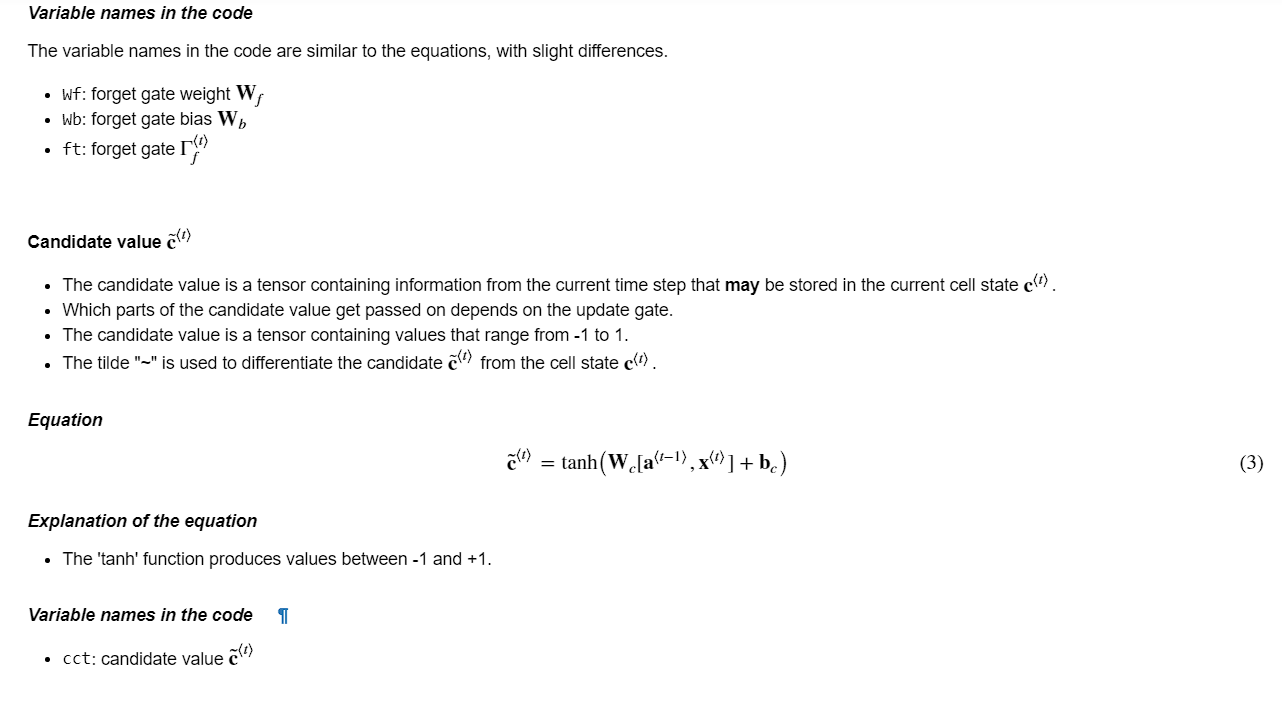 Variable names in the code
The variable names in the code are similar to the equations, with slight differences.
• Wf: forget gate weight W_f
• Wb: forget gate bias W_b
• ft: forget gate Γ_f^⟨t⟩
Candidate value c̃^⟨t⟩
• The candidate value is a tensor containing information from the current time step that may be stored in the current cell state c^⟨t⟩.
• Which parts of the candidate value get passed on depends on the update gate.
• The candidate value is a tensor containing values that range from -1 to 1.
• The tilde "~" is used to differentiate the candidate c̃^⟨t⟩ from the cell state c^⟨t⟩.
Equation
c̃^⟨t⟩ = tanh(W_c[a^⟨t−1⟩, x^⟨t⟩] + b_c) (3)
Explanation of the equation
• The 'tanh' function produces values between -1 and +1.
Variable names in the code ¶
• cct: candidate value c̃^⟨t⟩